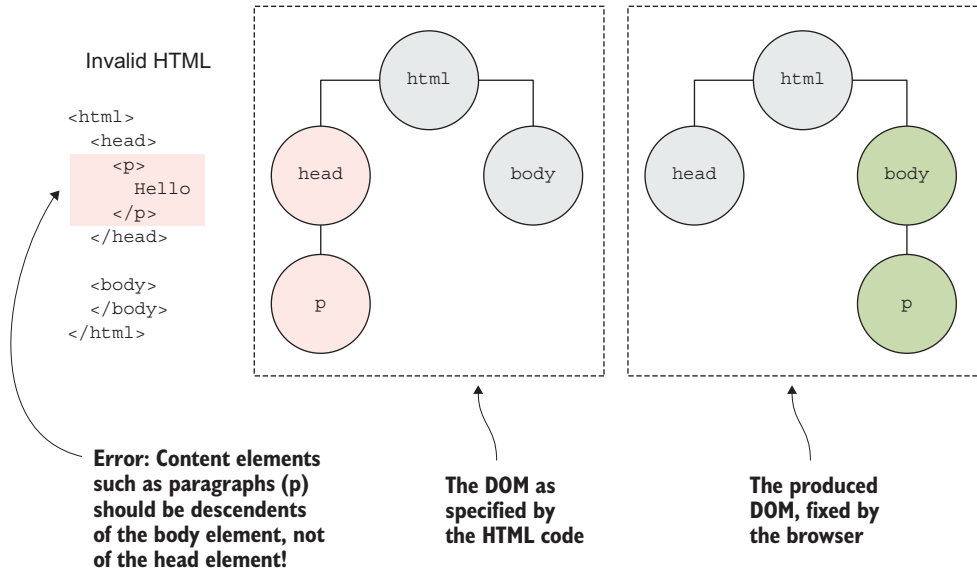 Invalid HTML
<html>
<head>
<p>
Hello
</p>
</head>
<body>
</body>
</html>
html
head
body
p
html
head
body
p
Error: Content elements
such as paragraphs (p)
should be descendents
of the body element, not
of the head element!
The DOM as
specified by
the HTML code
The produced
DOM, fixed by
the browser